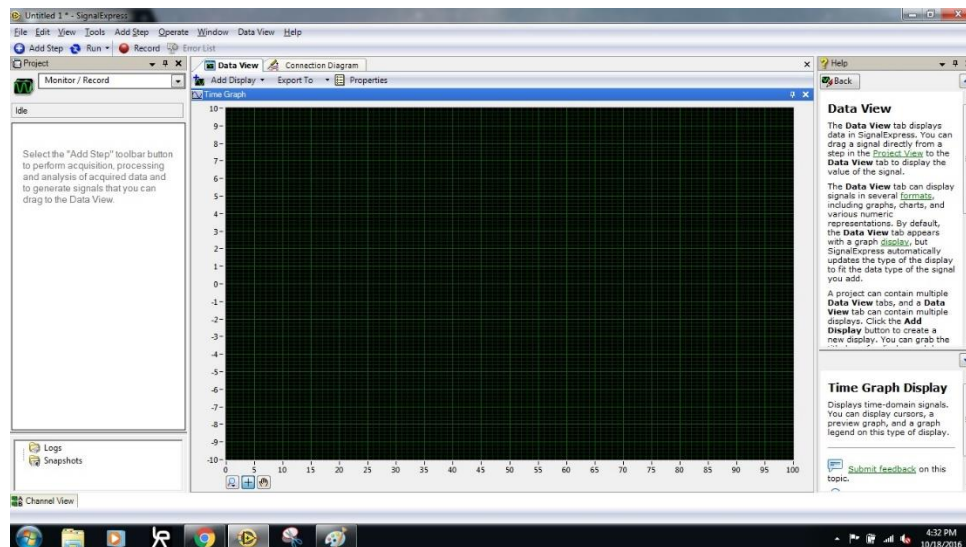 Untitled 1 * - SignalExpress
File Edit View Tools Add Step Operate Window Data View Help
Add Step Run Record Error List
Project
Monitor / Record
Idle
Select the "Add Step" toolbar button
to perform acquisition, processing
and analysis of acquired data and
to generate signals that you can
drag to the Data View.
Logs
Snapshots
Channel View
Data View Connection Diagram
Add Display Export To Properties
Time Graph
10
9
8
7
6
5
4
3
2
1
0
-1
-2
-3
-4
-5
-6
-7
-8
-9
-10
0 5 10 15 20 25 30 35 40 45 50 55 60 65 70 75 80 85 90 95 100
Help
Back
Data View
The Data View tab displays
data in SignalExpress. You can
drag a signal directly from a
step in the Project View to the
Data View tab to display the
value of the signal.
The Data View tab can display
signals in several formats,
including graphs, charts, and
various numeric
representations. By default,
the Data View tab appears
with a graph display, but
SignalExpress automatically
updates the type of the display
to fit the data type of the signal
you add.
A project can contain multiple
Data View tabs, and a Data
View tab can contain multiple
displays. Click the Add
Display button to create a
new display. You can grab the
Time Graph Display
Displays time-domain signals.
You can display cursors, a
preview graph, and a graph
legend on this type of display.
Submit feedback on this
topic.
4:32 PM
10/18/2016